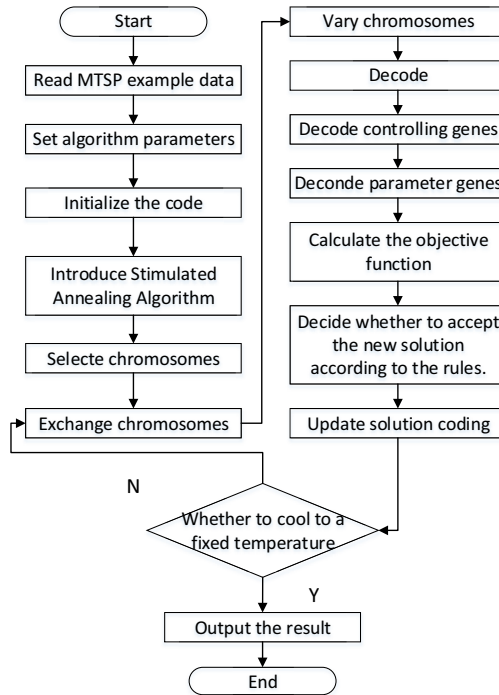 Start
Read MTSP example data
Set algorithm parameters
Initialize the code
Introduce Stimulated
Annealing Algorithm
Selecte chromosomes
Exchange chromosomes
Vary chromosomes
Decode
Decode controlling genes
Deconde parameter genes
Calculate the objective
function
Decide whether to accept
the new solution
according to the rules.
Update solution coding
N
Whether to cool to a
fixed temperature
Y
Output the result
End